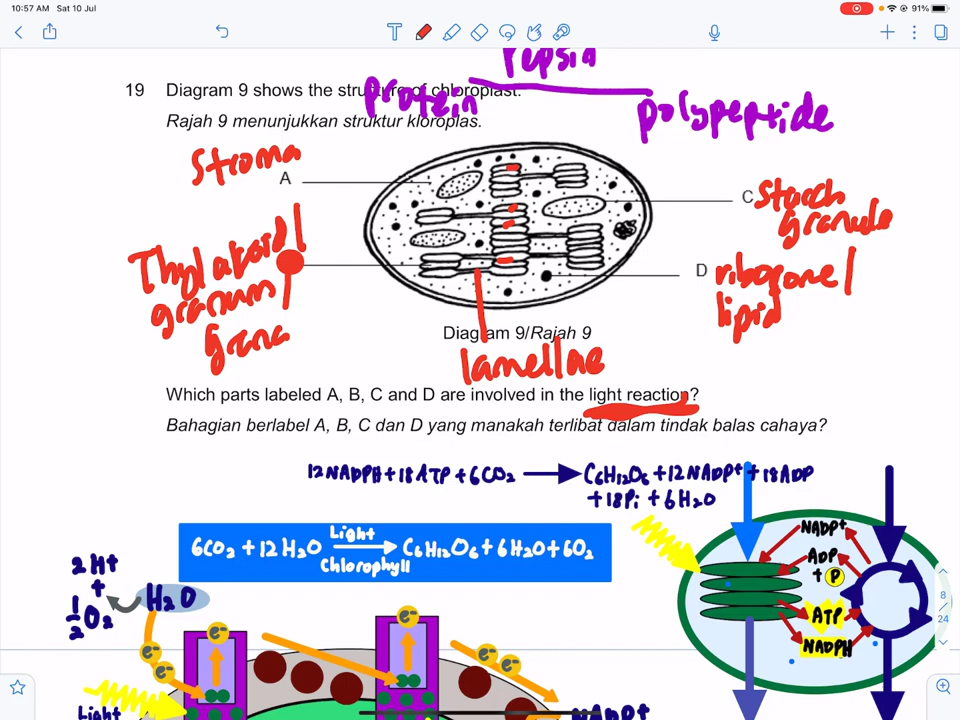 10:57 AM Sat 10 Jul
91%
Pepsin
19 Diagram 9 shows the structure of chloroplast.
protein
polypeptide
Rajah 9 menunjukkan struktur kloroplas.
Stroma
A
C
Starch
granule
Thylakoid/
granum/
Grana
D
ribosome/
lipid
Diagram 9/Rajah 9
lamellae
Which parts labeled A, B, C and D are involved in the light reaction?
Bahagian berlabel A, B, C dan D yang manakah terlibat dalam tindak balas cahaya?
12NADPH + 18ATP + 6CO₂ → C₆H₁₂O₆ + 12NADP⁺ + 18ADP
+ 18Pi + 6H₂O
6CO₂ + 12H₂O Light Chlorophyll → C₆H₁₂O₆ + 6H₂O + 6O₂
2H⁺
+
½O₂
H₂O
NADP⁺
ADP
+ P
ATP
NADPH
8
24
e⁻
e⁻
e⁻
e⁻
e⁻
e⁻
Light
NADP⁺